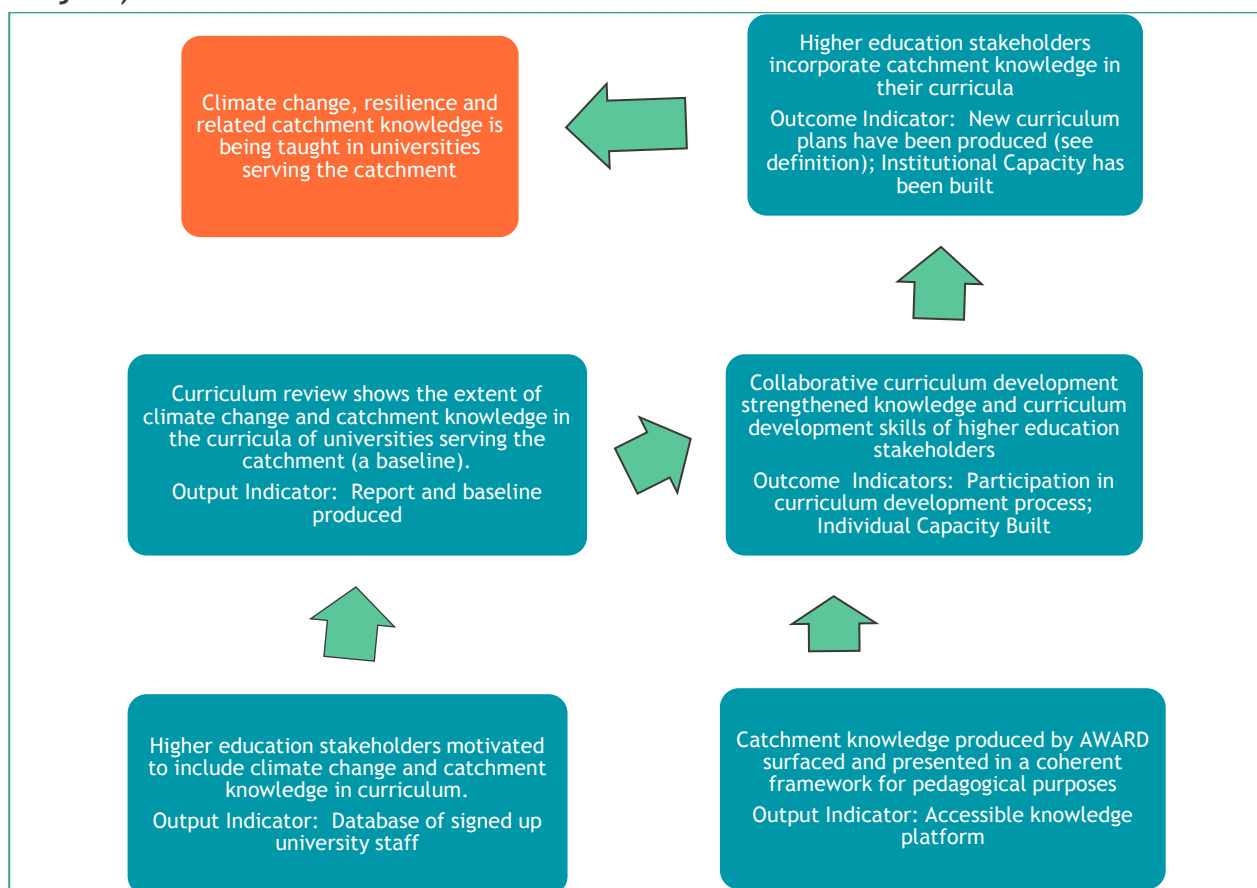 Climate change, resilience and
related catchment knowledge is
being taught in universities
serving the catchment
Higher education stakeholders
incorporate catchment knowledge in
their curricula
Outcome Indicator: New curriculum
plans have been produced (see
definition); Institutional Capacity has
been built
Curriculum review shows the extent of
climate change and catchment knowledge in
the curricula of universities serving the
catchment (a baseline).
Output Indicator: Report and baseline
produced
Collaborative curriculum development
strengthened knowledge and curriculum
development skills of higher education
stakeholders
Outcome Indicators: Participation in
curriculum development process;
Individual Capacity Built
Higher education stakeholders motivated
to include climate change and catchment
knowledge in curriculum.
Output Indicator: Database of signed up
university staff
Catchment knowledge produced by AWARD
surfaced and presented in a coherent
framework for pedagogical purposes
Output Indicator: Accessible knowledge
platform